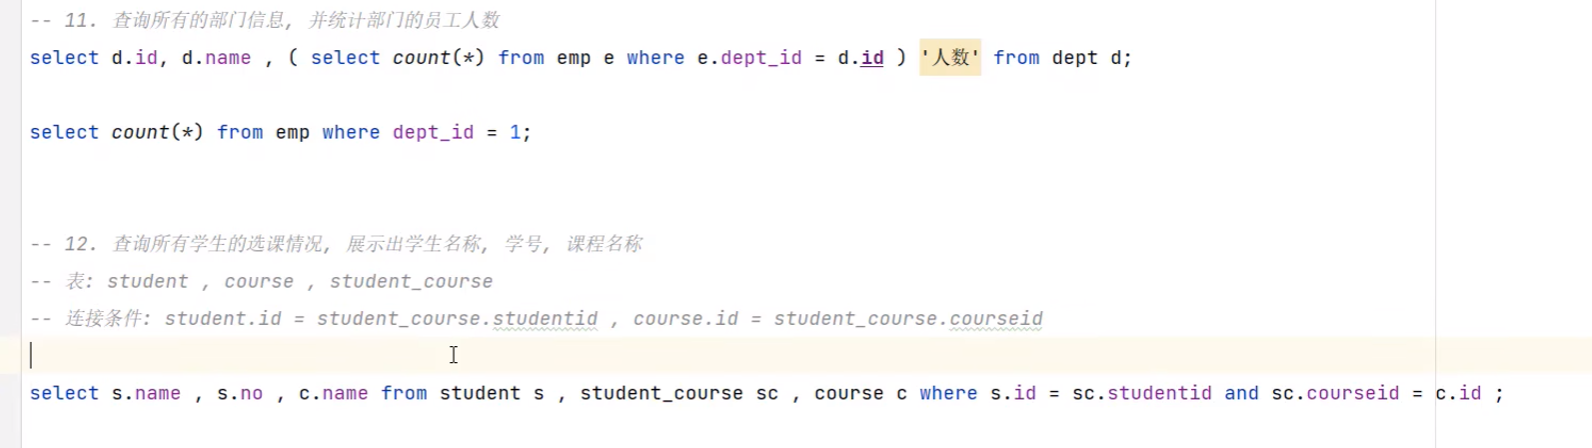 -- 11. 查询所有的部门信息, 并统计部门的员工人数
select d.id, d.name , ( select count(*) from emp e where e.dept_id = d.id ) '人数' from dept d;
select count(*) from emp where dept_id = 1;
-- 12. 查询所有学生的选课情况, 展示出学生名称, 学号, 课程名称
-- 表: student , course , student_course
-- 连接条件: student.id = student_course.studentid , course.id = student_course.courseid
select s.name , s.no , c.name from student s , student_course sc , course c where s.id = sc.studentid and sc.courseid = c.id ;